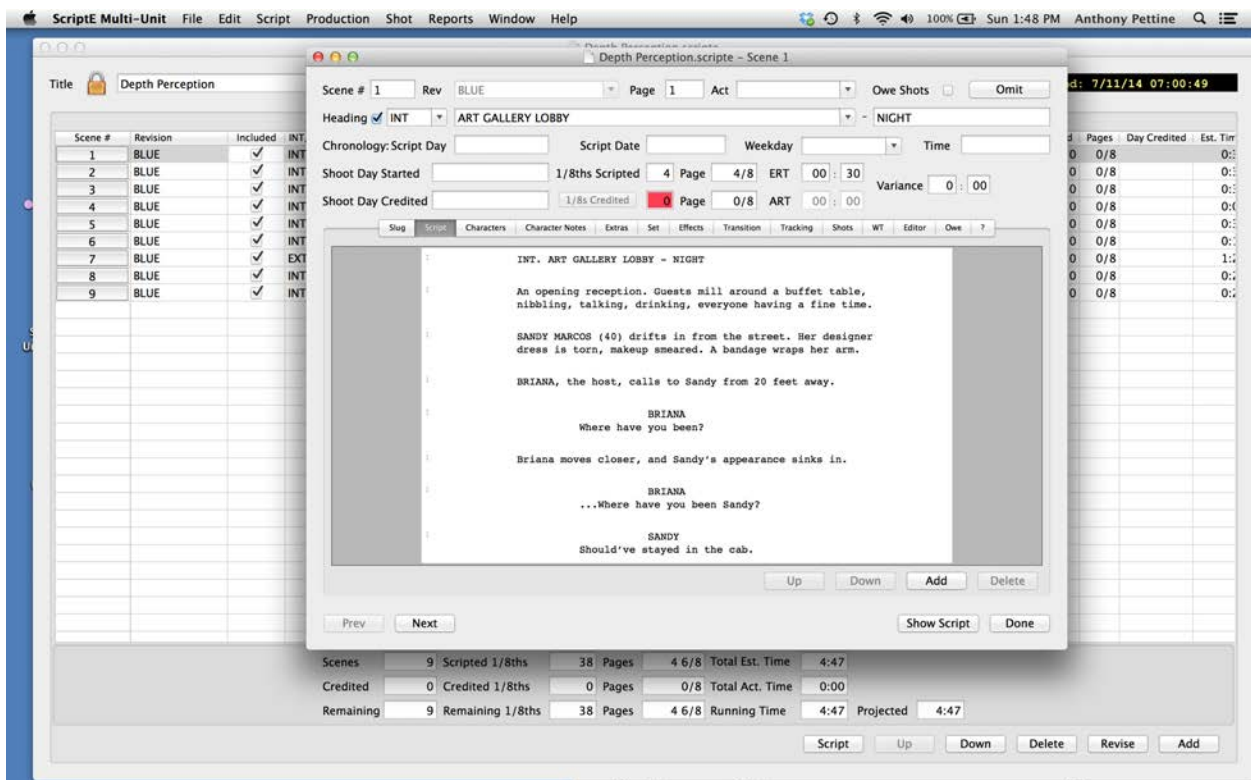 ScriptE Multi-Unit File Edit Script Production Shot Reports Window Help 100% Sun 1:48 PM Anthony Pettine
Depth Perception.scripte - Scene 1
Title Depth Perception
d: 7/11/14 07:00:49
Scene # 1 Rev BLUE Page 1 Act Owe Shots Omit
Heading INT ART GALLERY LOBBY - NIGHT
Chronology: Script Day Script Date Weekday Time
Shoot Day Started 1/8ths Scripted 4 Page 4/8 ERT 00 : 30
Variance 0 : 00
Shoot Day Credited 1/8s Credited 0 Page 0/8 ART 00 : 00
Slug Script Characters Character Notes Extras Set Effects Transition Tracking Shots WT Editor Owe ?
INT. ART GALLERY LOBBY - NIGHT
An opening reception. Guests mill around a buffet table,
nibbling, talking, drinking, everyone having a fine time.
SANDY MARCOS (40) drifts in from the street. Her designer
dress is torn, makeup smeared. A bandage wraps her arm.
BRIANA, the host, calls to Sandy from 20 feet away.
BRIANA
Where have you been?
Briana moves closer, and Sandy's appearance sinks in.
BRIANA
...Where have you been Sandy?
SANDY
Should've stayed in the cab.
Up Down Add Delete
Prev Next Show Script Done
Scene # Revision Included INT Pages Day Credited Est. Tim
1 BLUE INT 0 0/8
2 BLUE INT 0 0/8
3 BLUE INT 0 0/8
4 BLUE INT 0 0/8
5 BLUE INT 0 0/8
6 BLUE INT 0 0/8
7 BLUE EXT 0 0/8
8 BLUE INT 0 0/8
9 BLUE INT 0 0/8
Scenes 9 Scripted 1/8ths 38 Pages 4 6/8 Total Est. Time 4:47
Credited 0 Credited 1/8ths 0 Pages 0/8 Total Act. Time 0:00
Remaining 9 Remaining 1/8ths 38 Pages 4 6/8 Running Time 4:47 Projected 4:47
Script Up Down Delete Revise Add